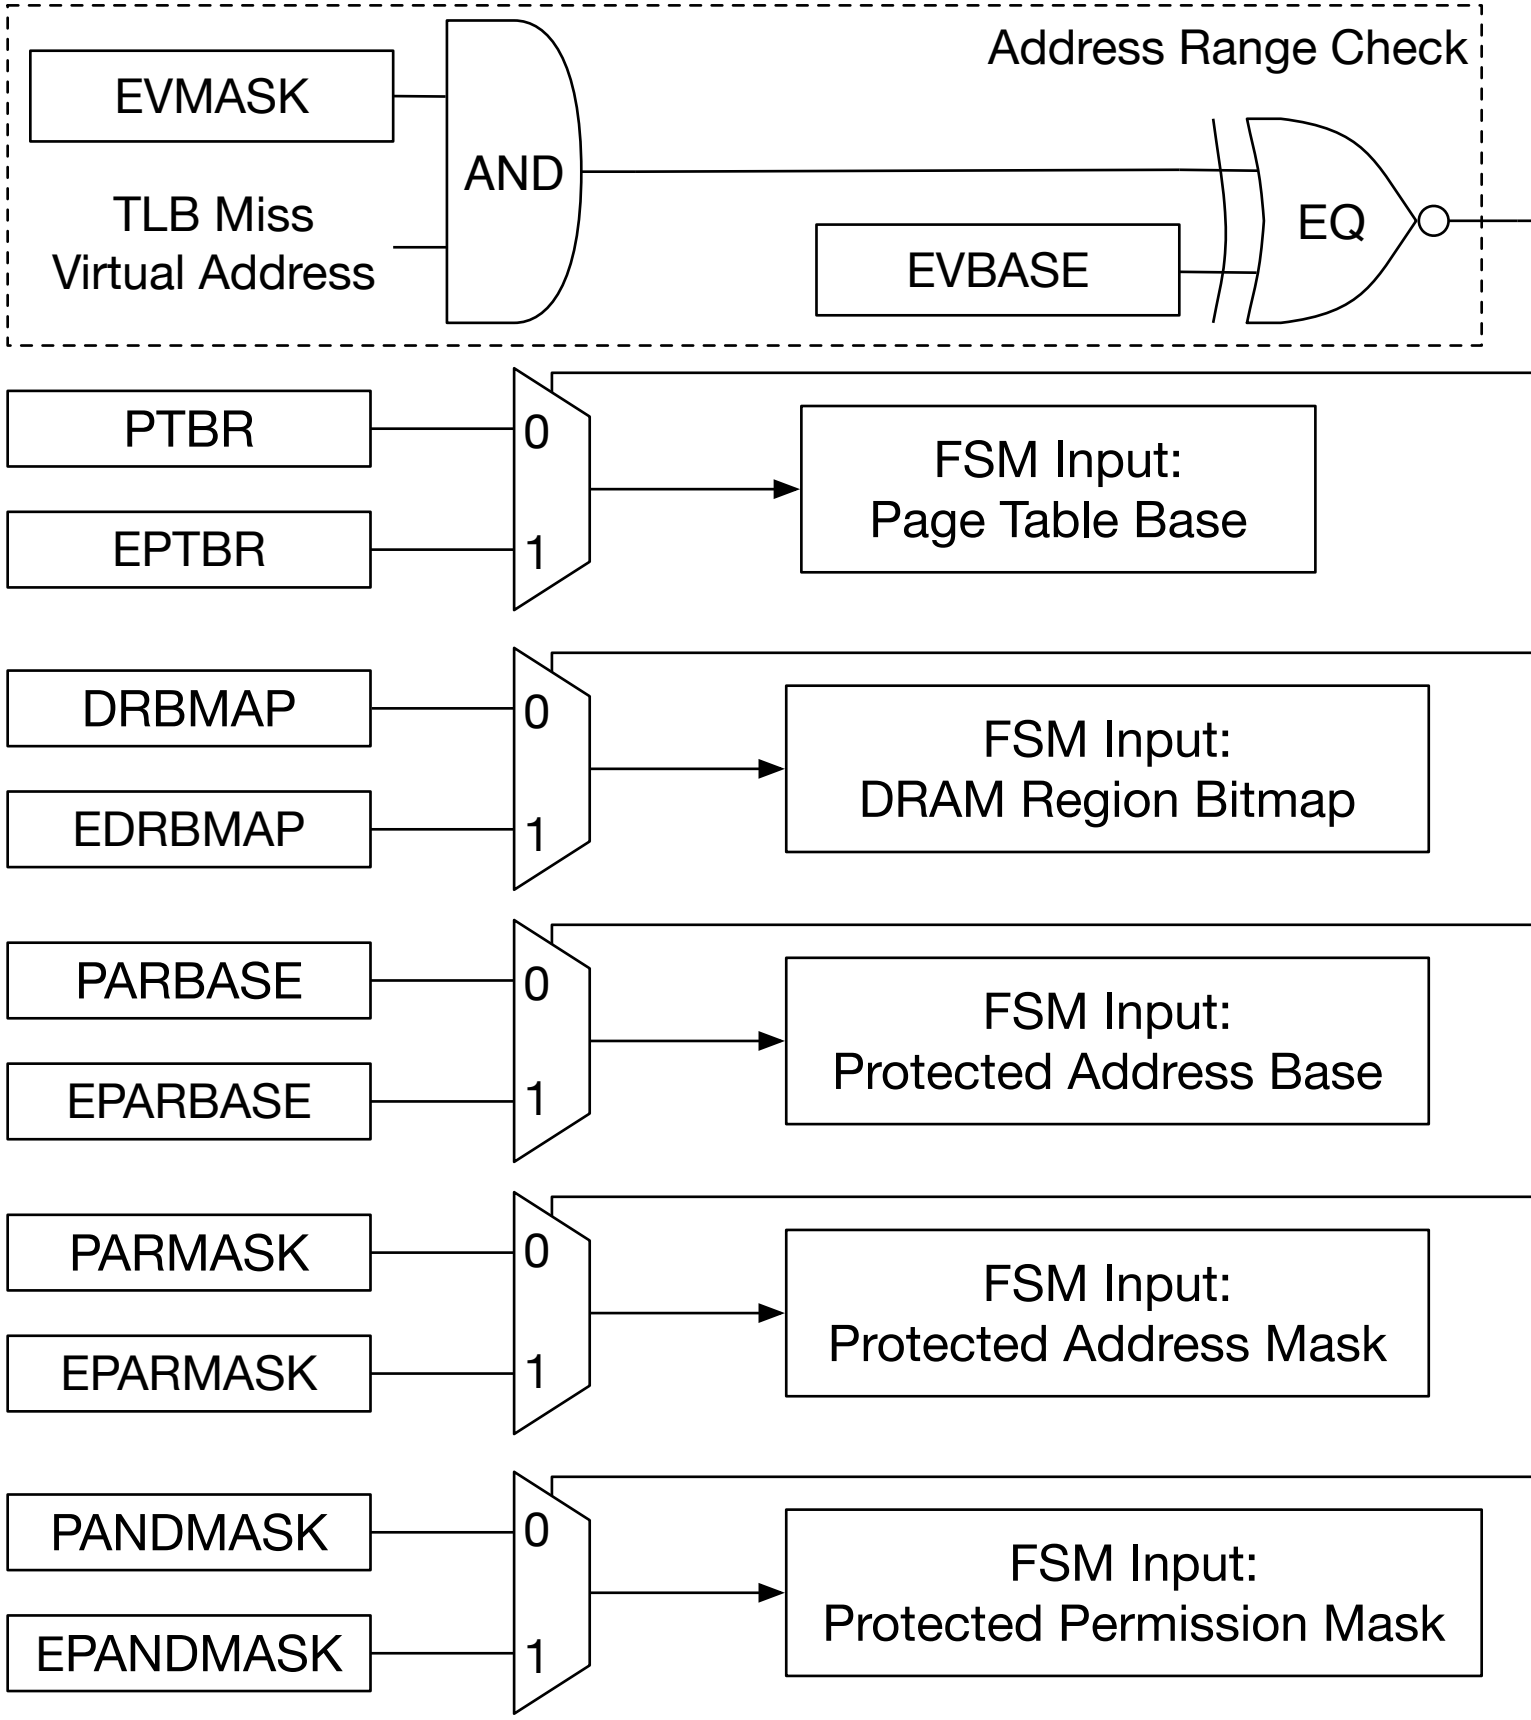 Address Range Check
EVMASK
AND
TLB Miss
Virtual Address
EQ
EVBASE
PTBR
0
FSM Input:
Page Table Base
EPTBR
1
DRBMAP
0
FSM Input:
DRAM Region Bitmap
EDRBMAP
1
PARBASE
0
FSM Input:
Protected Address Base
EPARBASE
1
PARMASK
0
FSM Input:
Protected Address Mask
EPARMASK
1
PANDMASK
0
FSM Input:
Protected Permission Mask
EPANDMASK
1